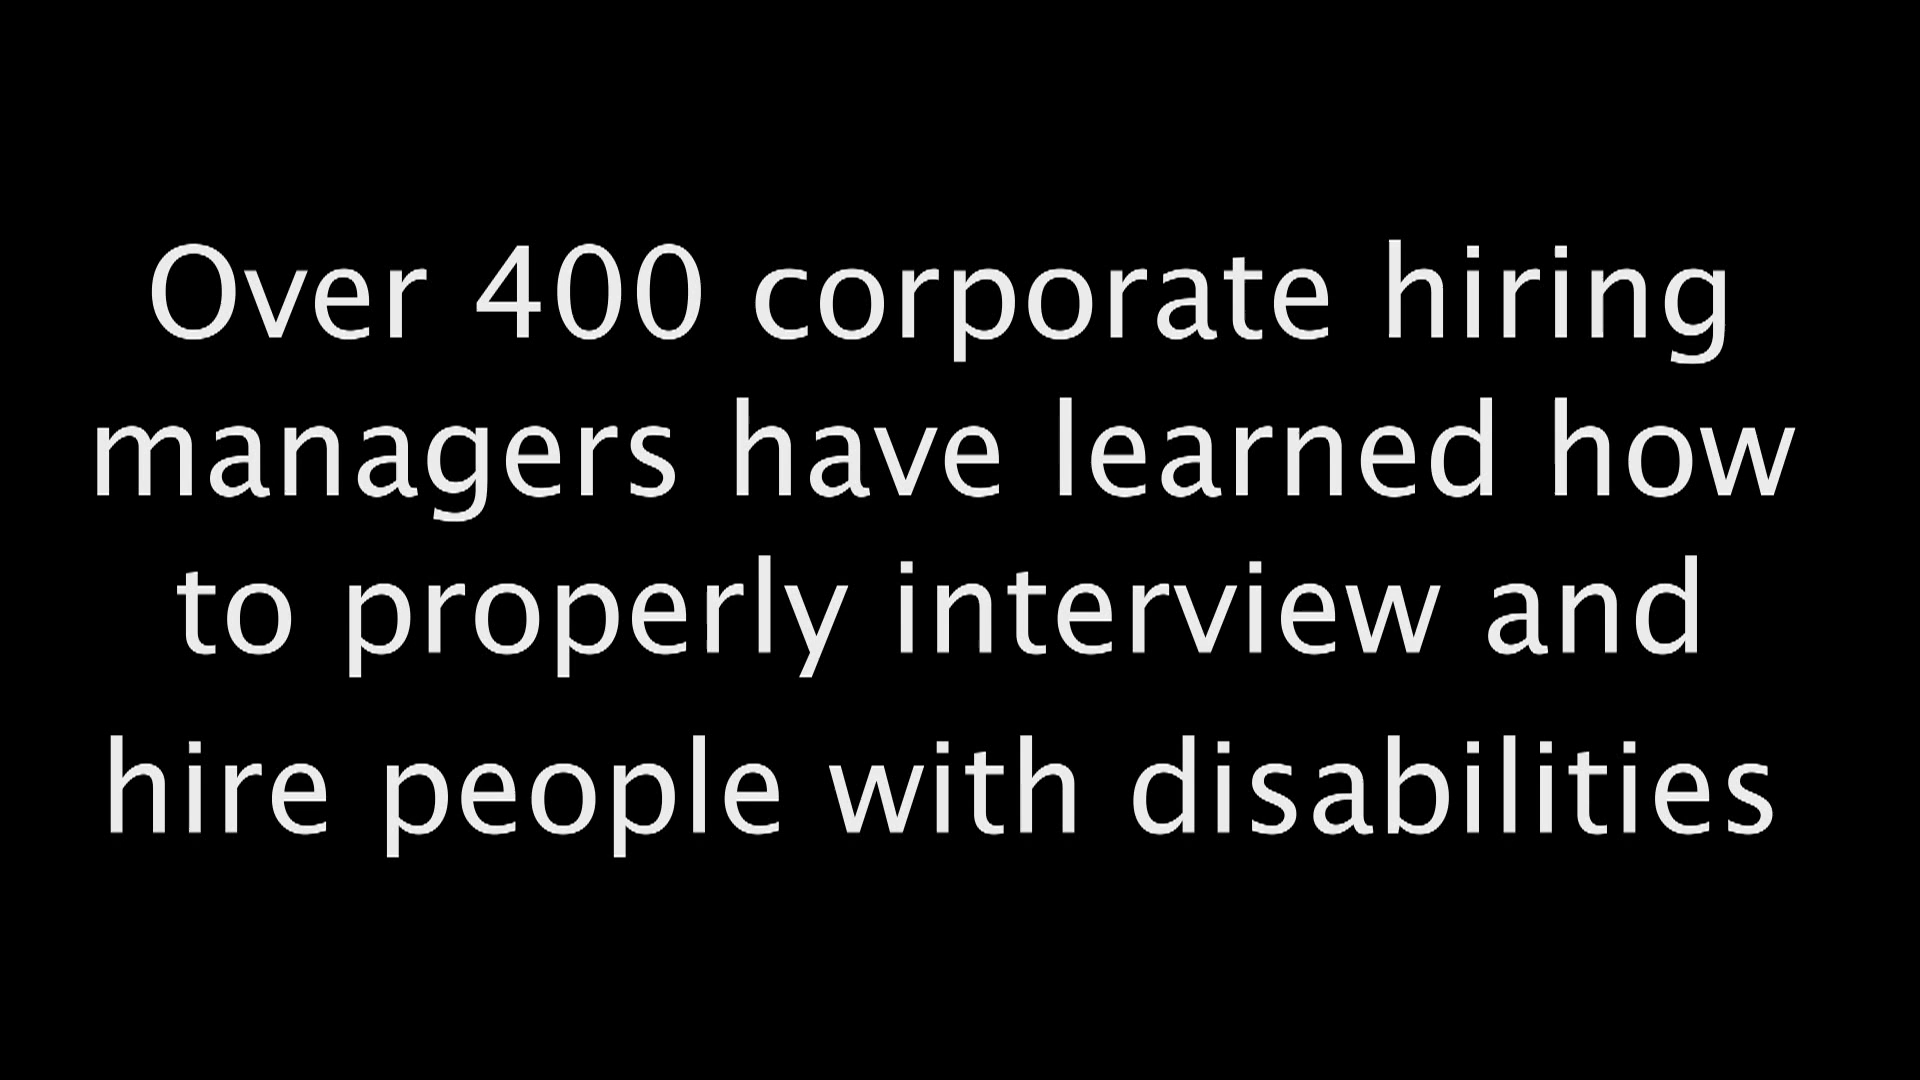 Over 400 corporate hiring
managers have learned how
to properly interview and
hire people with disabilities